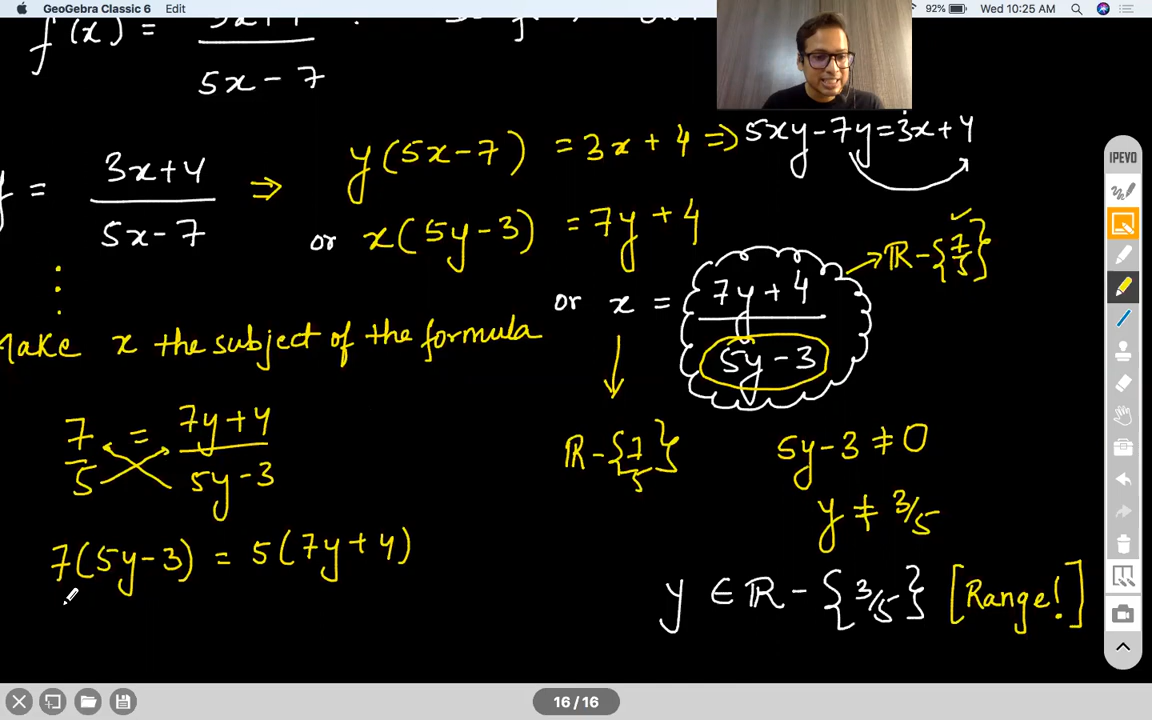 GeoGebra Classic 6 Edit 92% Wed 10:25 AM
f(x) =
5x - 7
IPEVO
y = 3x+4 / 5x-7 ⇒ y(5x-7) = 3x+4 ⇒ 5xy-7y=3x+4
or x(5y-3) = 7y+4
ℝ-{7/5}
or x = 7y+4 / 5y-3
Make x the subject of the formula
7/5 = 7y+4 / 5y-3
ℝ-{7/5}
5y-3 ≠ 0
y ≠ 3/5
7(5y-3) = 5(7y+4)
y ∈ ℝ - {3/5} [Range!]
16 / 16